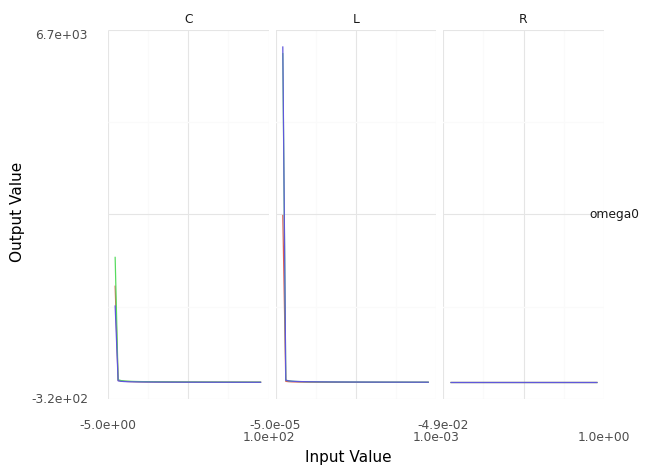 C L R
6.7e+03
Output Value
omega0
-3.2e+02
-5.0e+00 -5.0e-05 -4.9e-02
1.0e+02 1.0e-03 1.0e+00
Input Value